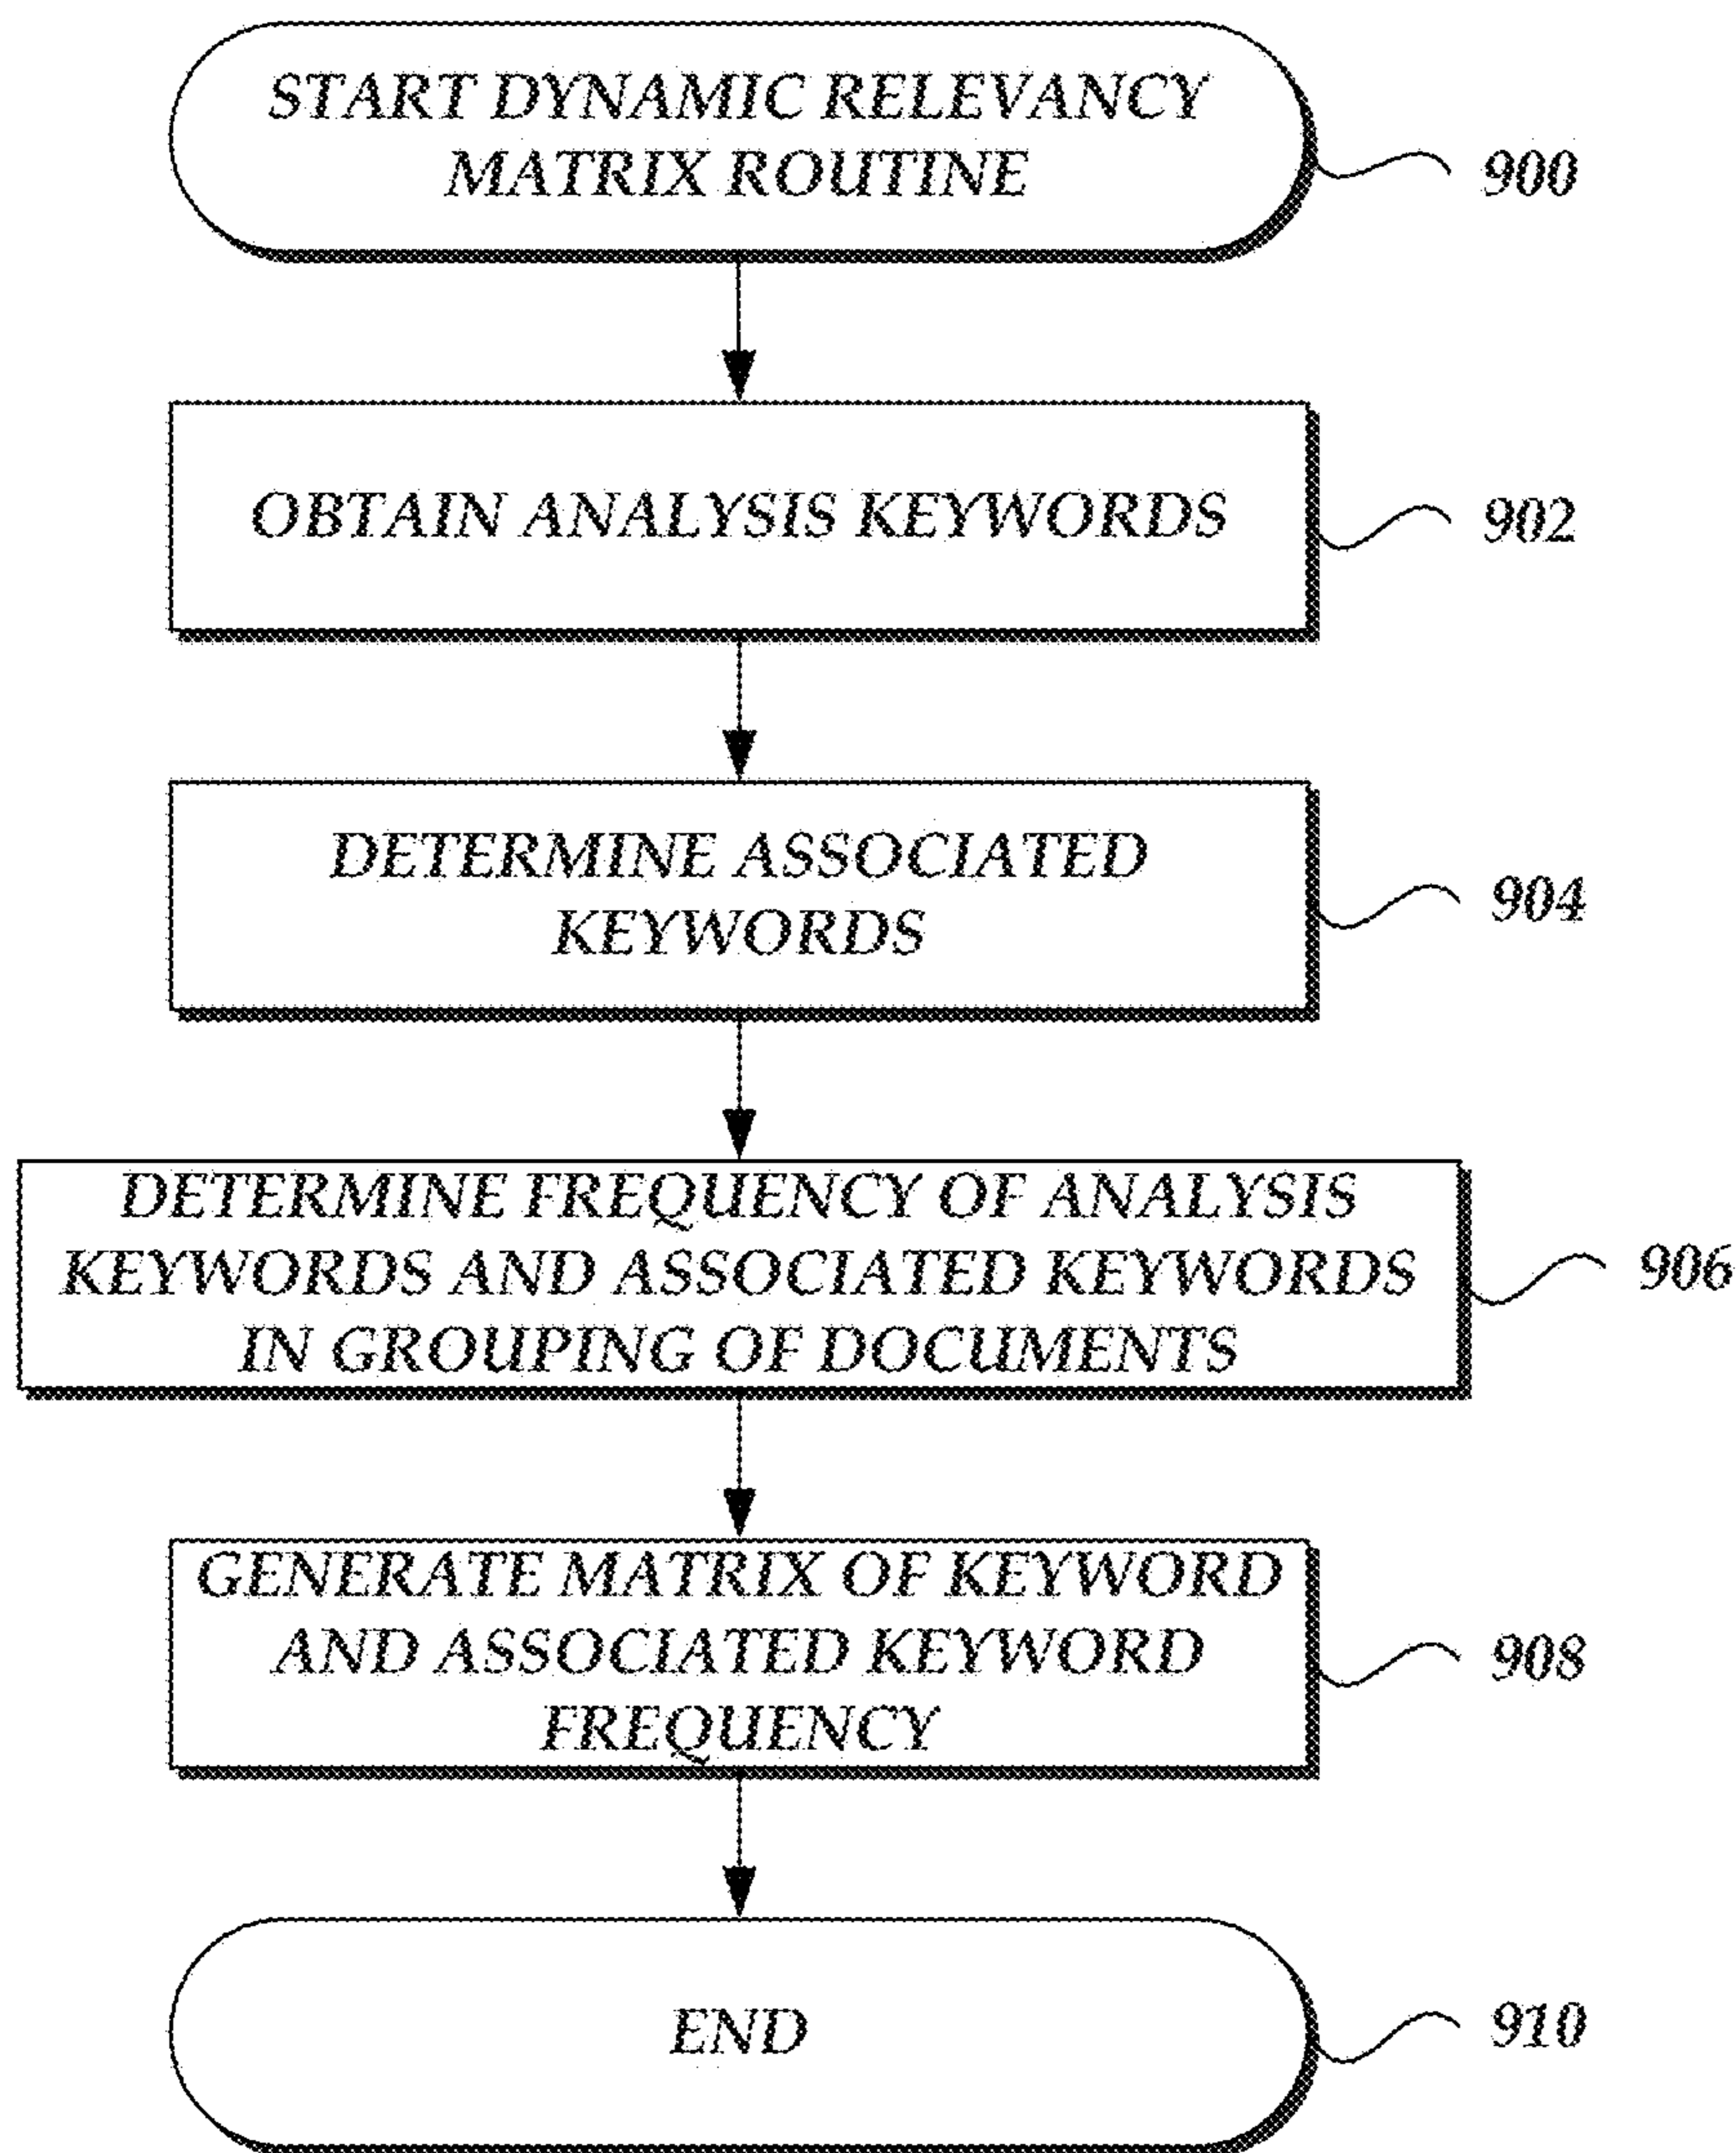 START DYNAMIC RELEVANCY
MATRIX ROUTINE
900
OBTAIN ANALYSIS KEYWORDS
902
DETERMINE ASSOCIATED
KEYWORDS
904
DETERMINE FREQUENCY OF ANALYSIS
KEYWORDS AND ASSOCIATED KEYWORDS
IN GROUPING OF DOCUMENTS
906
GENERATE MATRIX OF KEYWORD
AND ASSOCIATED KEYWORD
FREQUENCY
908
END
910